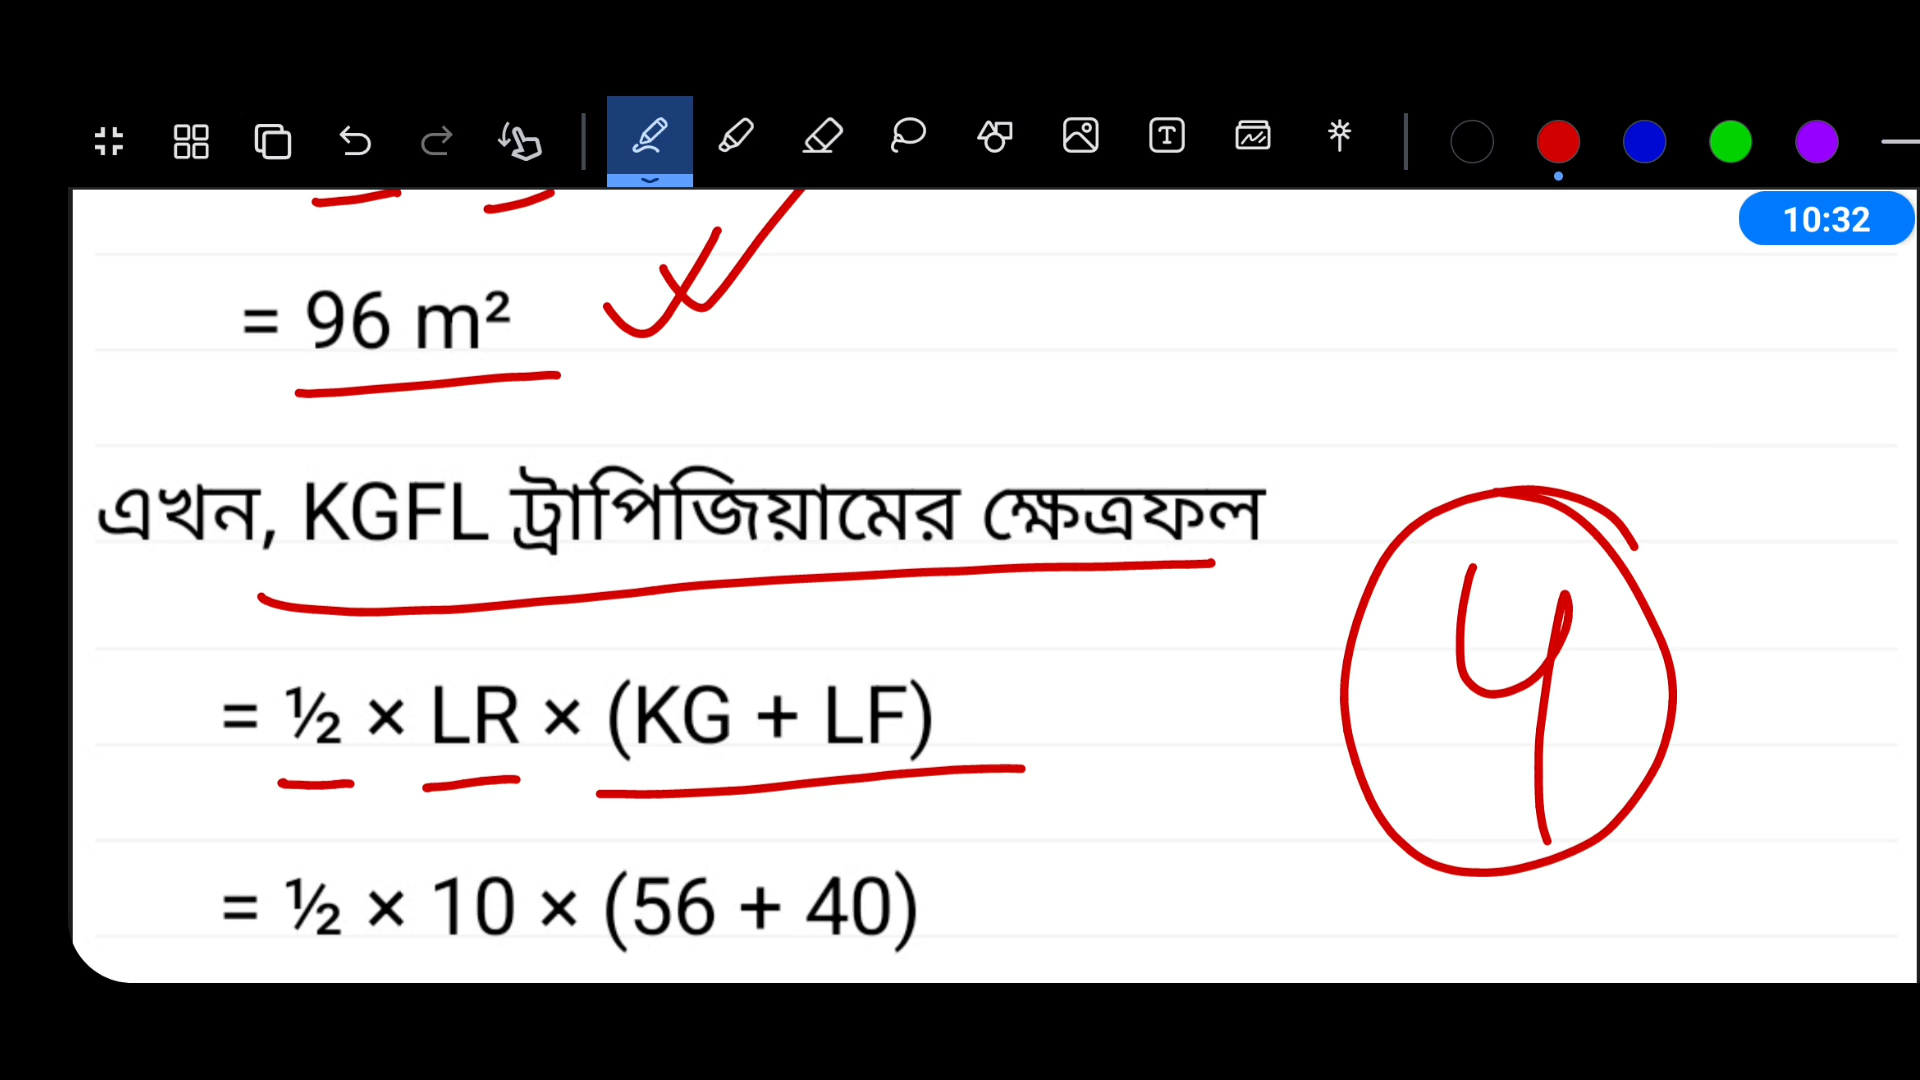 10:32
= 96 m²
এখন, KGFL ট্রাপিজিয়ামের ক্ষেত্রফল
= ½ × LR × (KG + LF)
4
= ½ × 10 × (56 + 40)